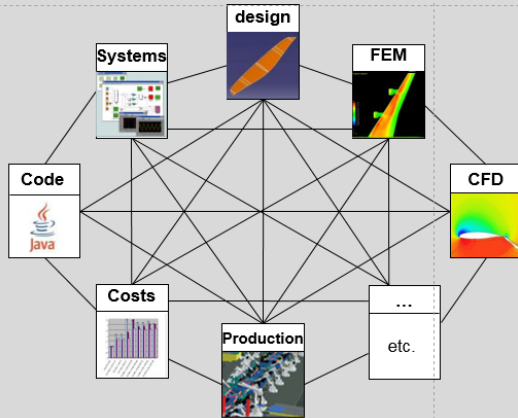 design
Systems
FEM
Code
Java
CFD
Costs
...
etc.
Production